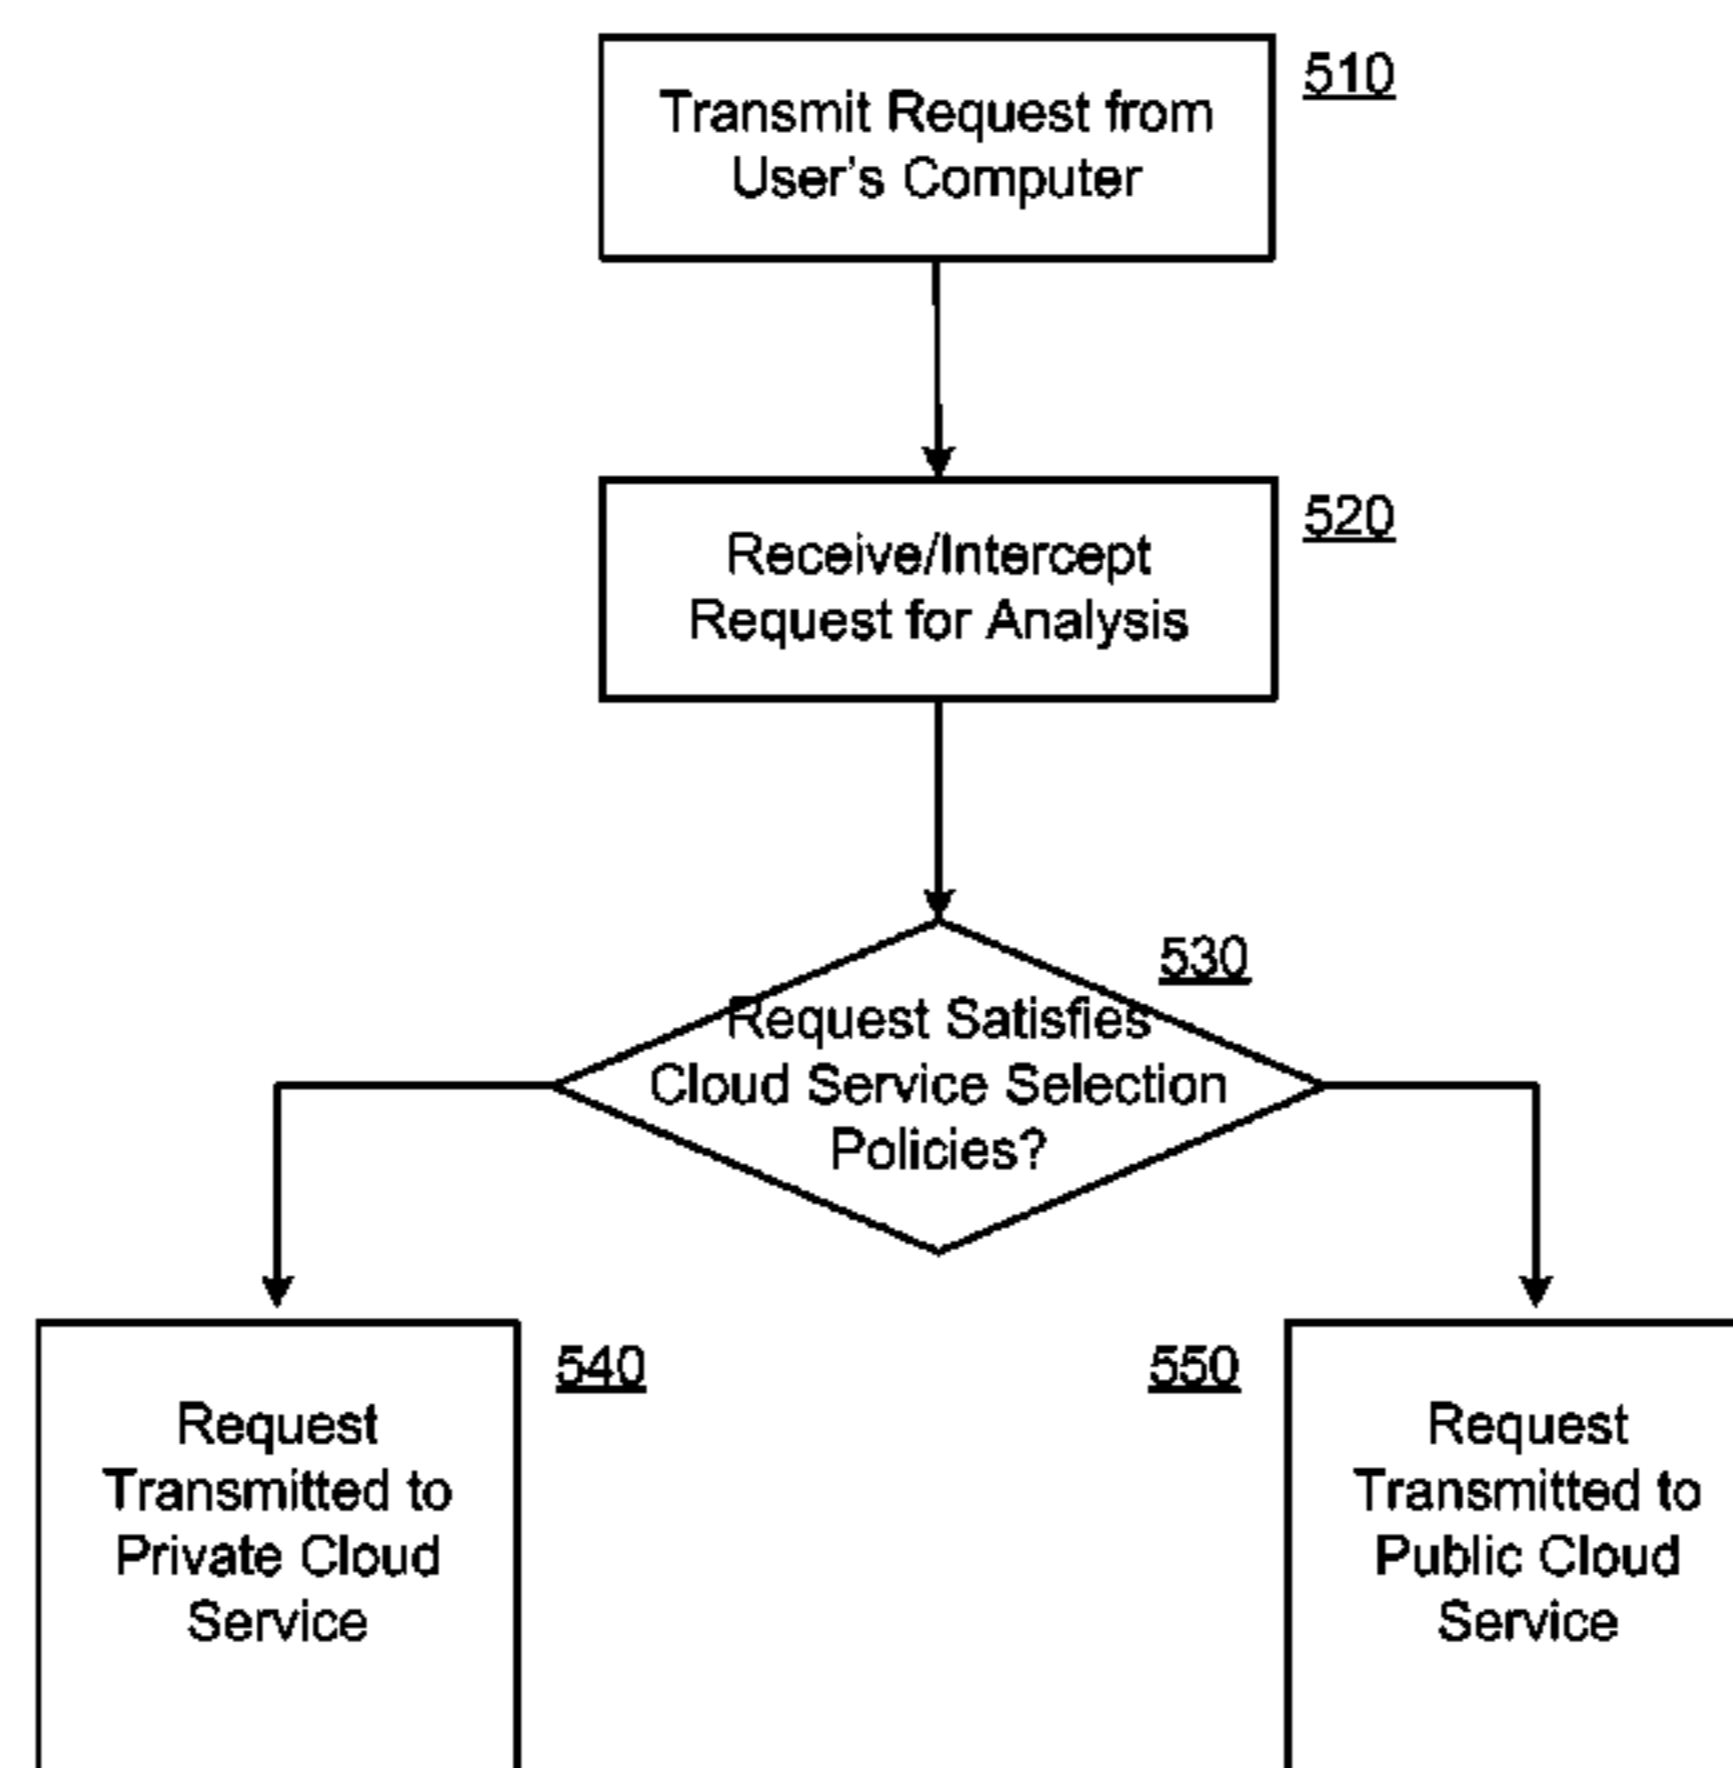 510
Transmit Request from
User's Computer
520
Receive/Intercept
Request for Analysis
530
Request Satisfies
Cloud Service Selection
Policies?
540
Request
Transmitted to
Private Cloud
Service
550
Request
Transmitted to
Public Cloud
Service